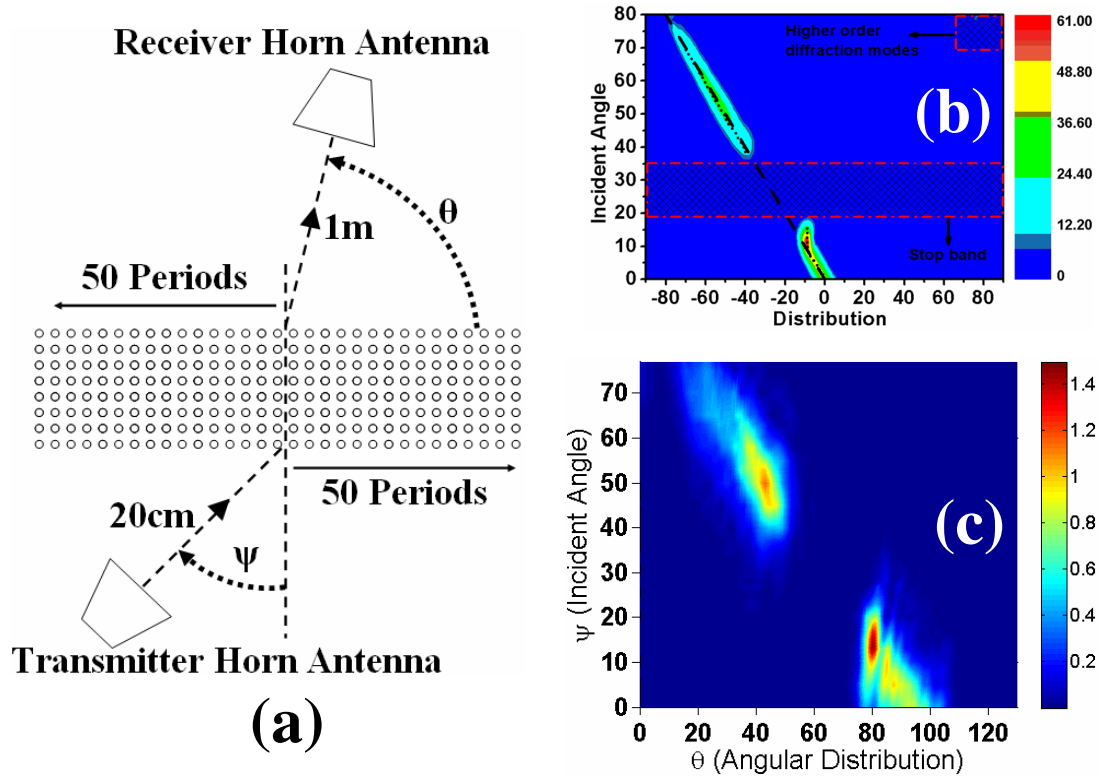 Receiver Horn Antenna
θ
1m
50 Periods
50 Periods
20cm
ψ
Transmitter Horn Antenna
(a)
80
70
60
50
40
30
20
10
0
Incident Angle
-80
-60
-40
-20
0
20
40
60
80
Distribution
Higher order
diffraction modes
(b)
Stop band
61.00
48.80
36.60
24.40
12.20
0
70
60
50
40
30
20
10
0
ψ (Incident Angle)
0
20
40
60
80
100
120
θ (Angular Distribution)
(c)
1.4
1.2
1
0.8
0.6
0.4
0.2